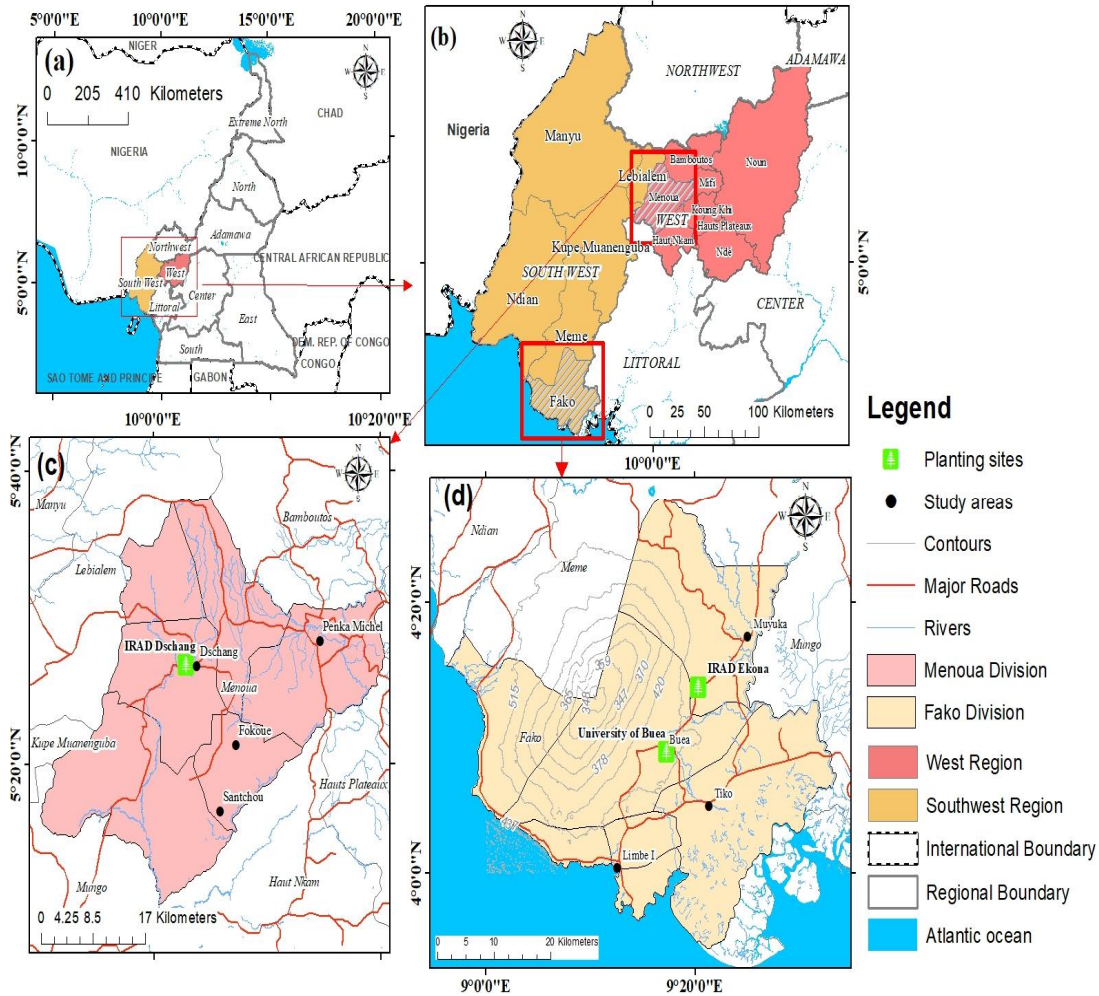 5°0'0"E 10°0'0"E 20°0'0"E
(a)
NIGER
N
W E
S
0 205 410 Kilometers
CHAD
Extreme North
10°0'0"N
NIGERIA
North
Adamawa
Northwest
CENTRAL AFRICAN REPUBLIC
West
South West
Center
5°0'0"N
Littoral
East
South
DEM. REP. OF CONGO
CONGO
SAO TOME AND PRINCIPE
GABON
(b)
N
W E
S
NORTHWEST
ADAMAWA
Nigeria
Manyu
Bamboutos
Noun
Lebialem
Mifi
Menoua
Koung Khi
WEST
Hauts Plateaux
Haut Nkam
Kupe Muanenguba
Ndé
SOUTH WEST
5°0'0"N
Ndian
CENTER
Meme
LITTORAL
Fako
0 25 50 100 Kilometers
10°0'0"E
10°0'0"E 10°20'0"E
(c)
N
W E
S
5°40'0"N
Manyu
Bamboutos
Lebialem
Penka Michel
IRAD Dschang
Dschang
Menoua
Fokoue
Kupe Muanenguba
5°20'0"N
Hauts Plateaux
Santchou
Mungo
Haut Nkam
0 4.25 8.5 17 Kilometers
(d)
N
W E
S
Ndian
Meme
4°20'0"N
Muyuka
Mungo
359
IRAD Ekona
370
515
365
348
347
420
Fako
University of Buea
Buea
378
Tiko
Limbe I
4°0'0"N
0 5 10 20 Kilometers
9°0'0"E 9°20'0"E
Legend
Planting sites
Study areas
Contours
Major Roads
Rivers
Menoua Division
Fako Division
West Region
Southwest Region
International Boundary
Regional Boundary
Atlantic ocean